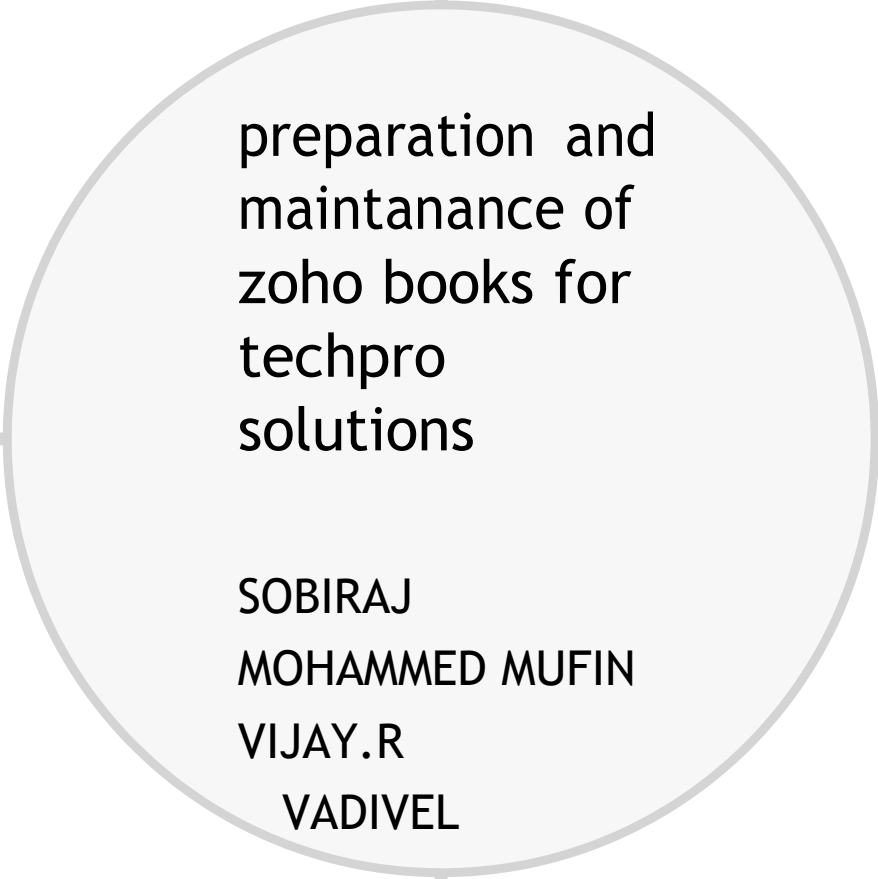 preparation and
maintanance of
zoho books for
techpro
solutions
SOBIRAJ
MOHAMMED MUFIN
VIJAY.R
VADIVEL